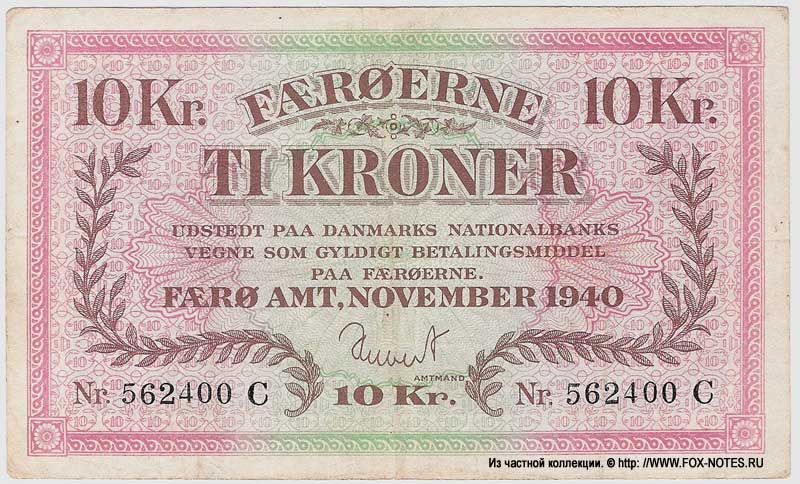 10 Kr. FÆRØERNE 10 Kr.
TI KRONER
UDSTEDT PAA DANMARKS NATIONALBANKS
VEGNE SOM GYLDIGT BETALINGSMIDDEL
PAA FÆRØERNE.
FÆRØ AMT, NOVEMBER 1940
AMTMAND
Nr. 562400 C 10 Kr. Nr. 562400 C
Из частной коллекции. © http: //WWW.FOX-NOTES.РУ